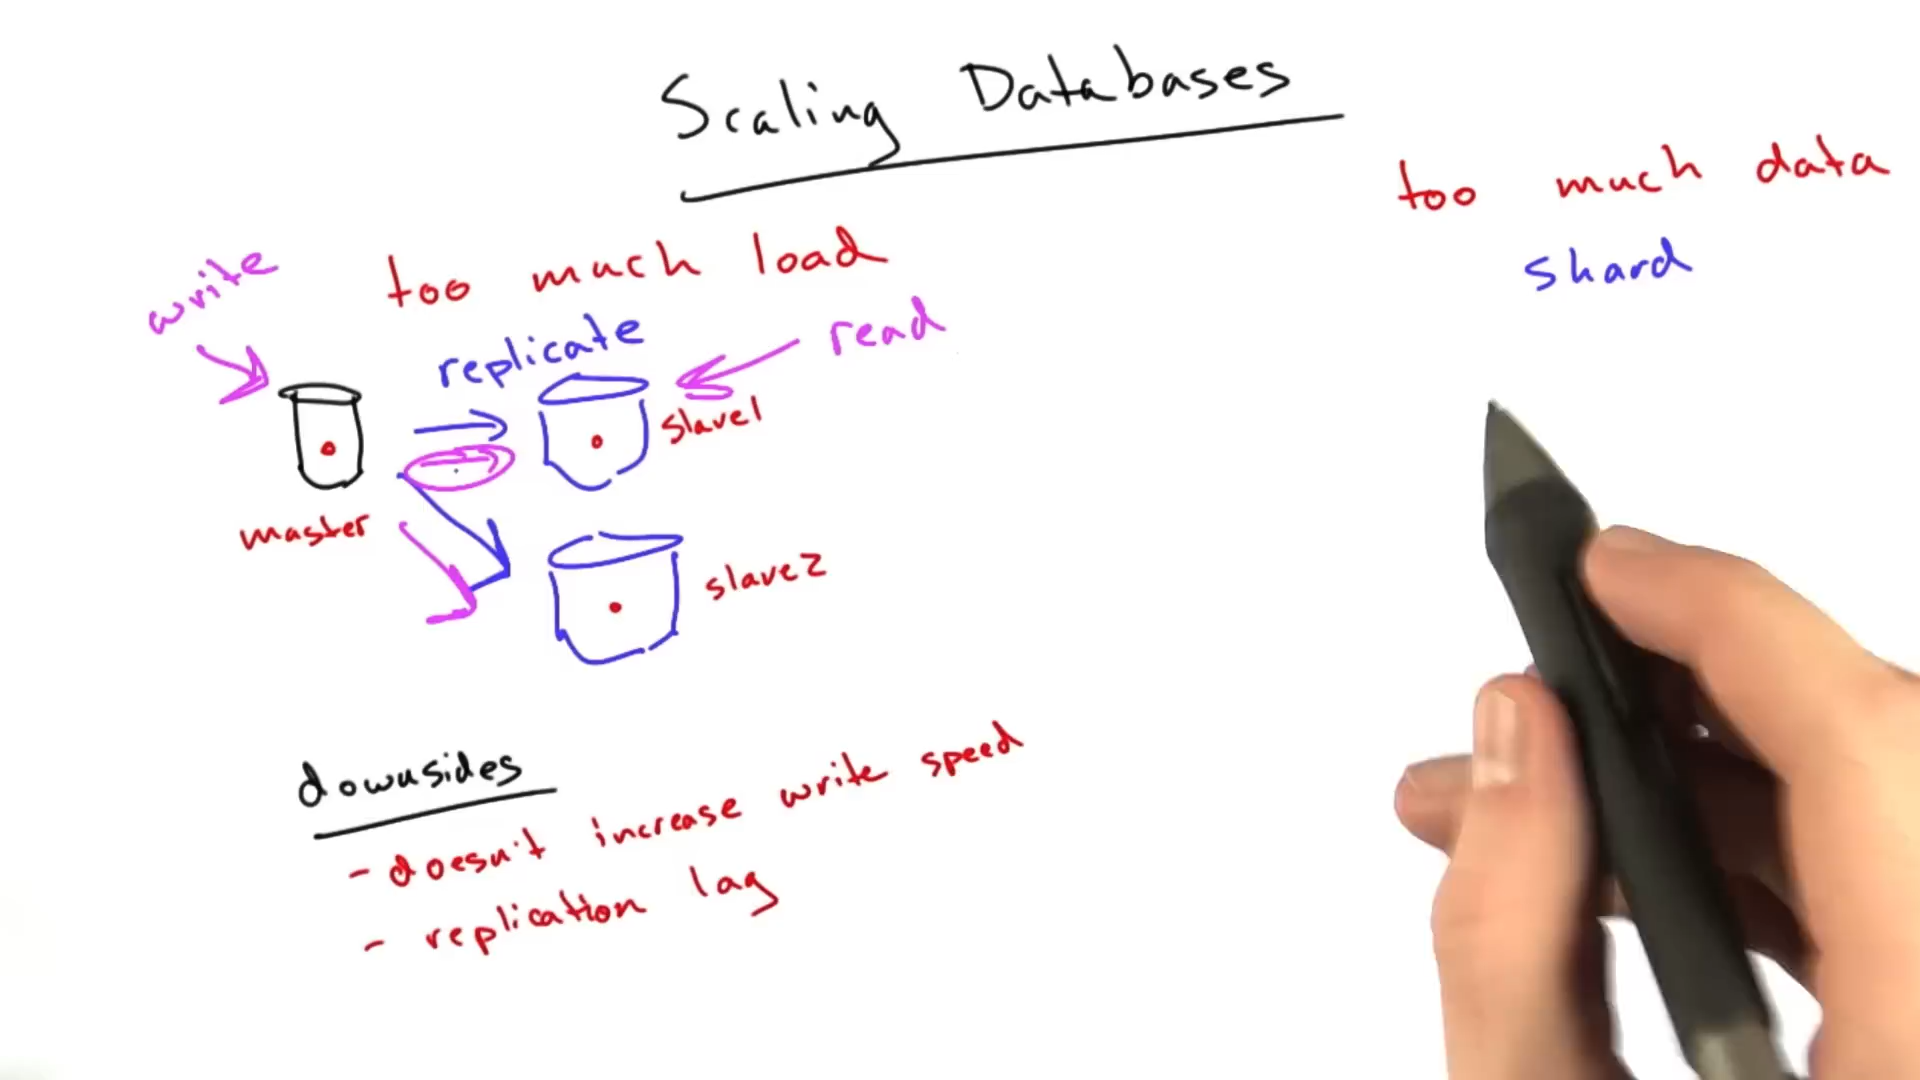 Scaling Databases
too much data
shard
write
too much load
replicate
read
slave1
master
slave2
downsides
- doesn't increase write speed
- replication lag